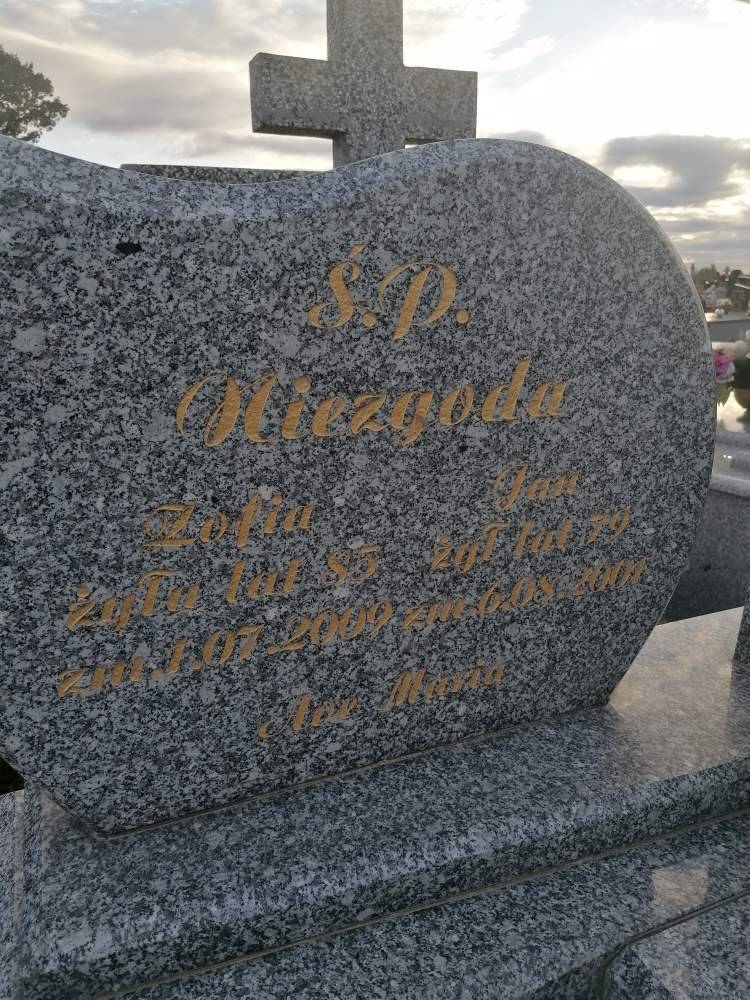 Ś.P.
Niezgoda
Zofia Jan
żyła lat 85 żył lat 79
zm.1.07.2009 zm.6.08.2001
Ave Maria